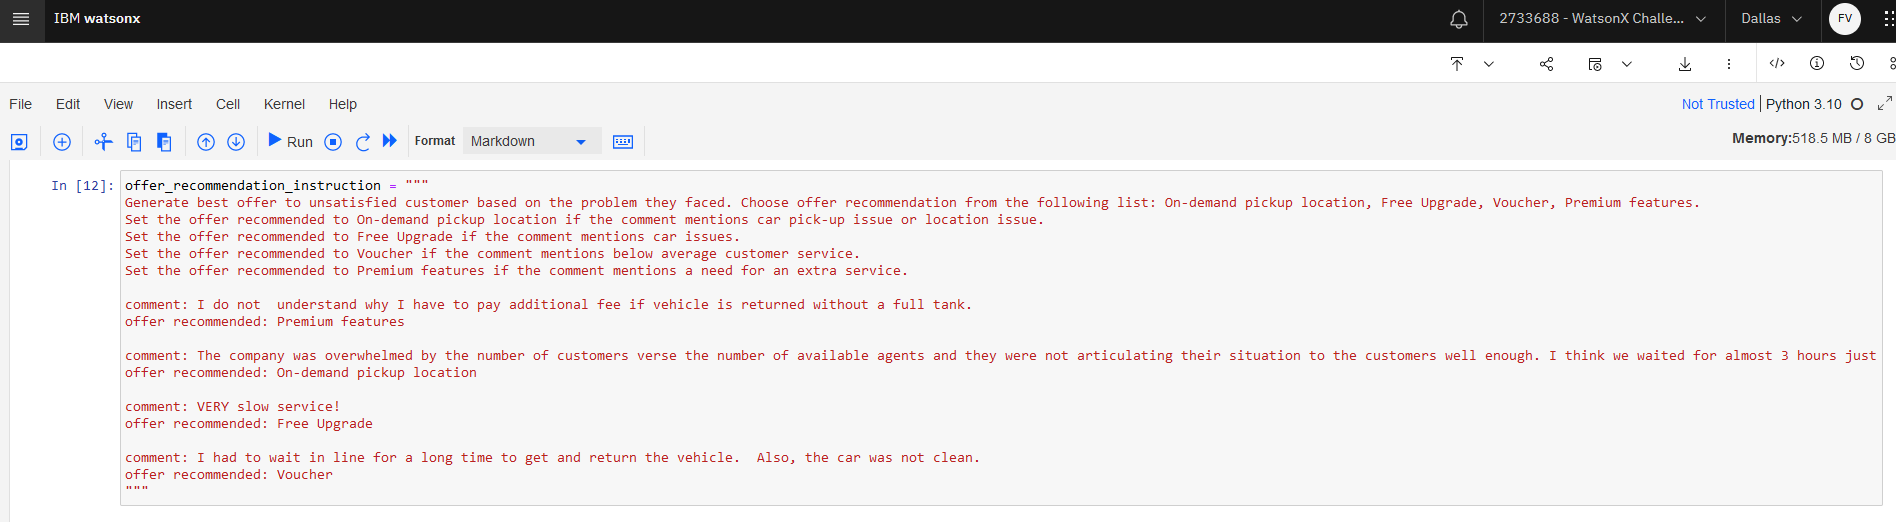 IBM watsonx
2733688 - WatsonX Challe...
Dallas
FV
File Edit View Insert Cell Kernel Help
Not Trusted | Python 3.10
Run
Format
Markdown
Memory:518.5 MB / 8 GB
In [12]:
offer_recommendation_instruction = """
Generate best offer to unsatisfied customer based on the problem they faced. Choose offer recommendation from the following list: On-demand pickup location, Free Upgrade, Voucher, Premium features.
Set the offer recommended to On-demand pickup location if the comment mentions car pick-up issue or location issue.
Set the offer recommended to Free Upgrade if the comment mentions car issues.
Set the offer recommended to Voucher if the comment mentions below average customer service.
Set the offer recommended to Premium features if the comment mentions a need for an extra service.
comment: I do not  understand why I have to pay additional fee if vehicle is returned without a full tank.
offer recommended: Premium features
comment: The company was overwhelmed by the number of customers verse the number of available agents and they were not articulating their situation to the customers well enough. I think we waited for almost 3 hours just
offer recommended: On-demand pickup location
comment: VERY slow service!
offer recommended: Free Upgrade
comment: I had to wait in line for a long time to get and return the vehicle.  Also, the car was not clean.
offer recommended: Voucher
"""